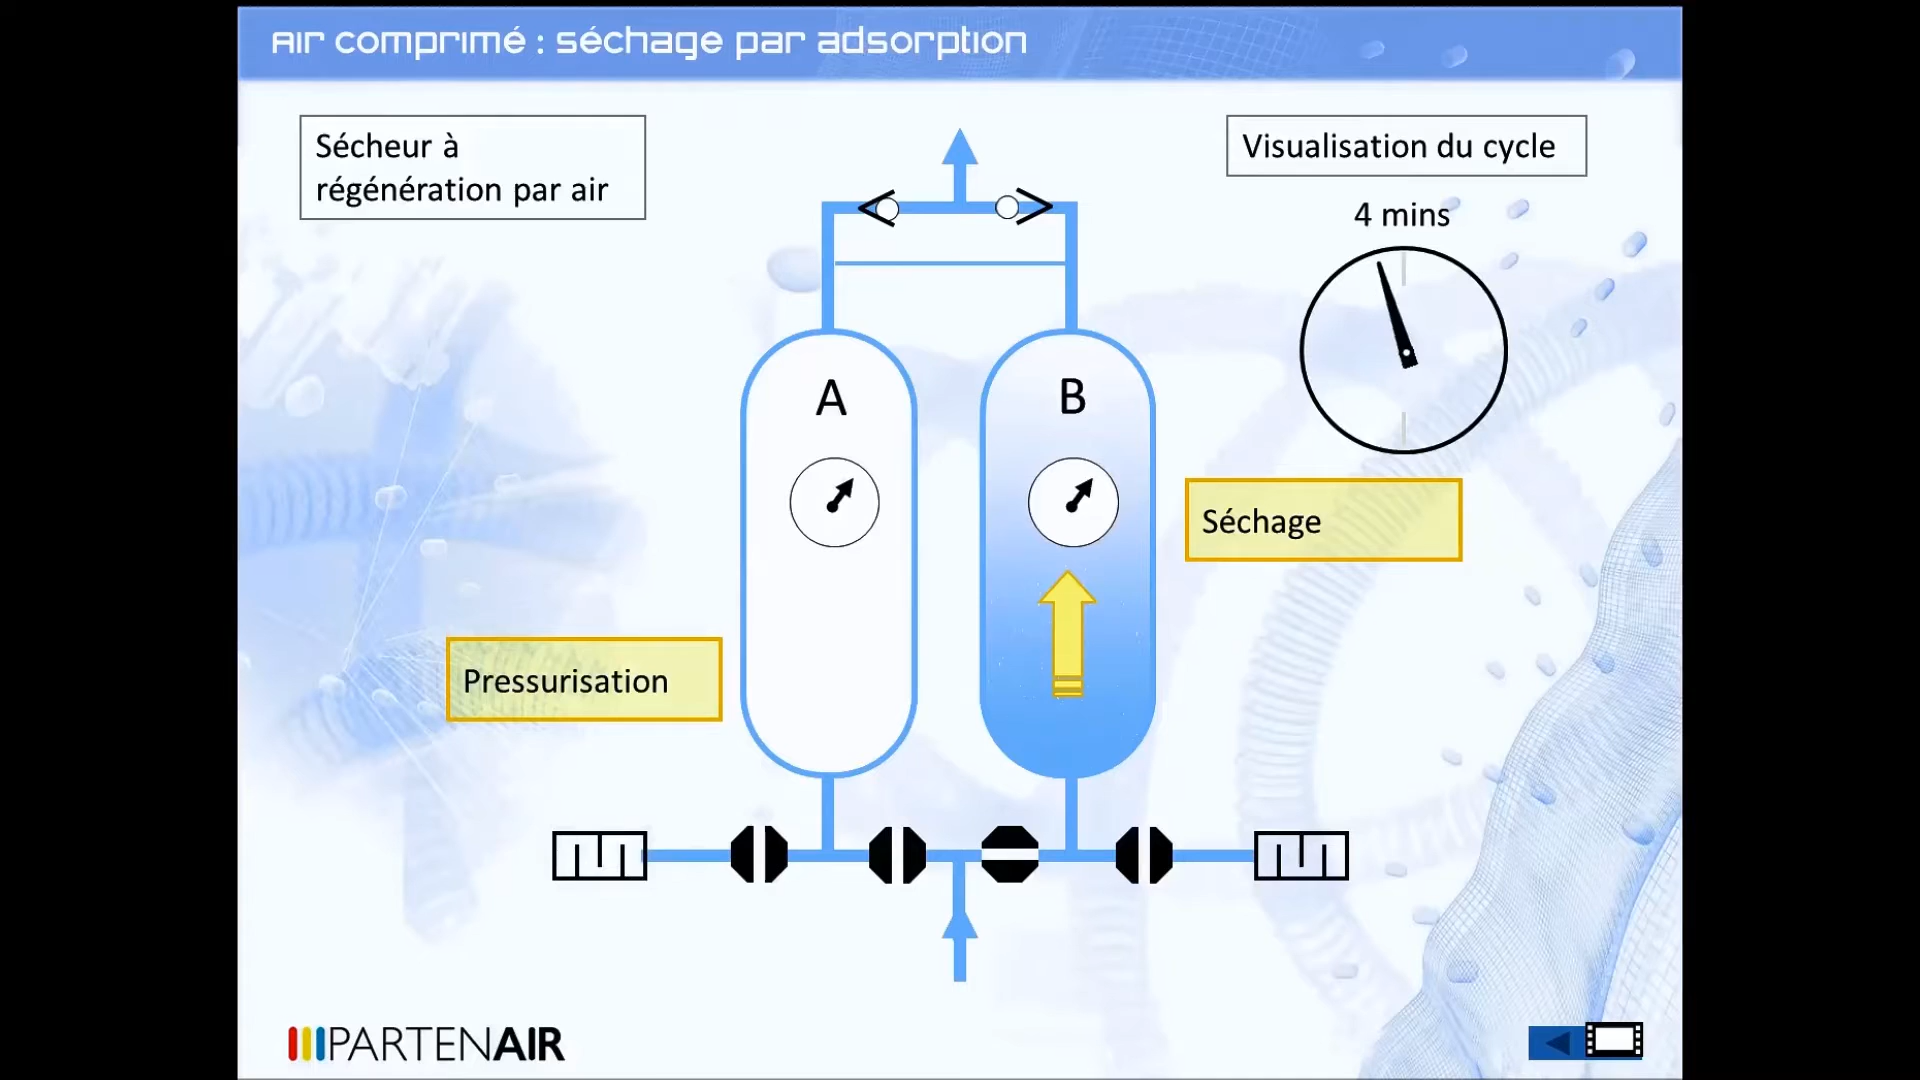 Air comprimé : séchage par adsorption
Sécheur à
régénération par air
Visualisation du cycle
4 mins
A
B
Séchage
Pressurisation
PARTENAIR